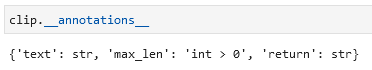 clip.__annotations__
{'text': str, 'max_len': 'int > 0', 'return': str}